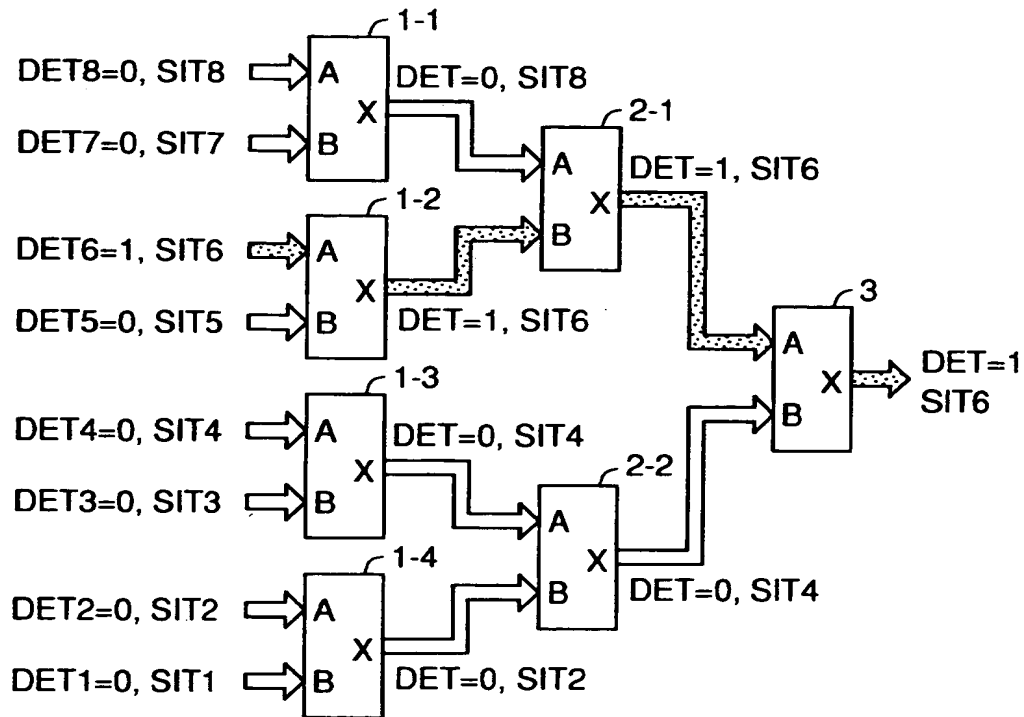 1-1
DET8=0, SIT8
A
DET=0, SIT8
X
2-1
DET7=0, SIT7
B
A
DET=1, SIT6
1-2
X
B
DET6=1, SIT6
A
X
3
DET5=0, SIT5
B
DET=1, SIT6
A
1-3
X
DET=1
SIT6
DET4=0, SIT4
A
DET=0, SIT4
B
X
2-2
DET3=0, SIT3
B
A
1-4
X
DET2=0, SIT2
A
B
DET=0, SIT4
X
DET1=0, SIT1
B
DET=0, SIT2